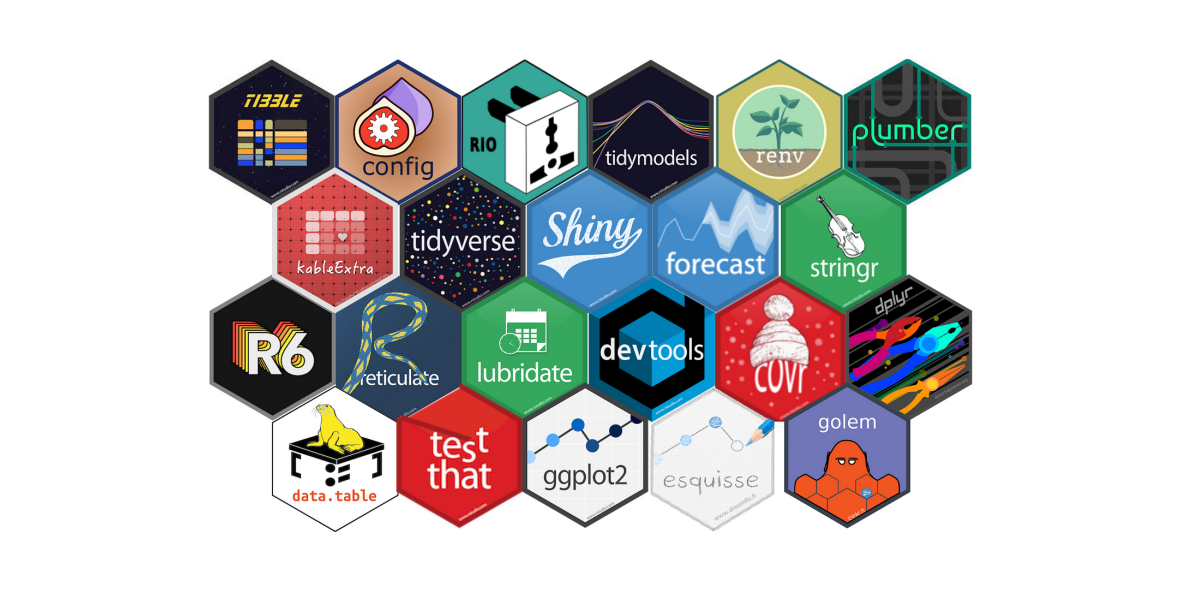 TIBBLE
config
RIO
tidymodels
renv
plumber
kableExtra
tidyverse
Shiny
forecast
stringr
R6
reticulate
lubridate
devtools
covr
dplyr
data.table
test
that
ggplot2
esquisse
golem